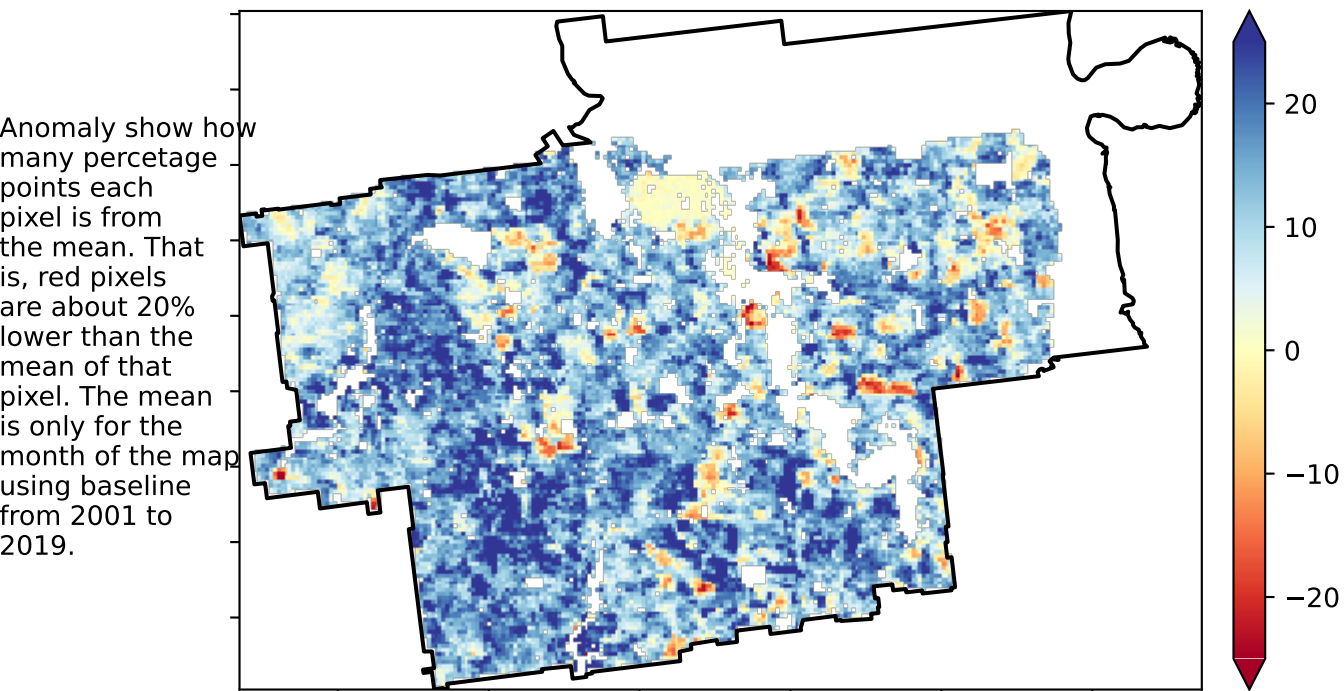 Anomaly show how
many percetage
points each
pixel is from
the mean. That
is, red pixels
are about 20%
lower than the
mean of that
pixel. The mean
is only for the
month of the map
using baseline
from 2001 to
2019.
20
10
0
−10
−20